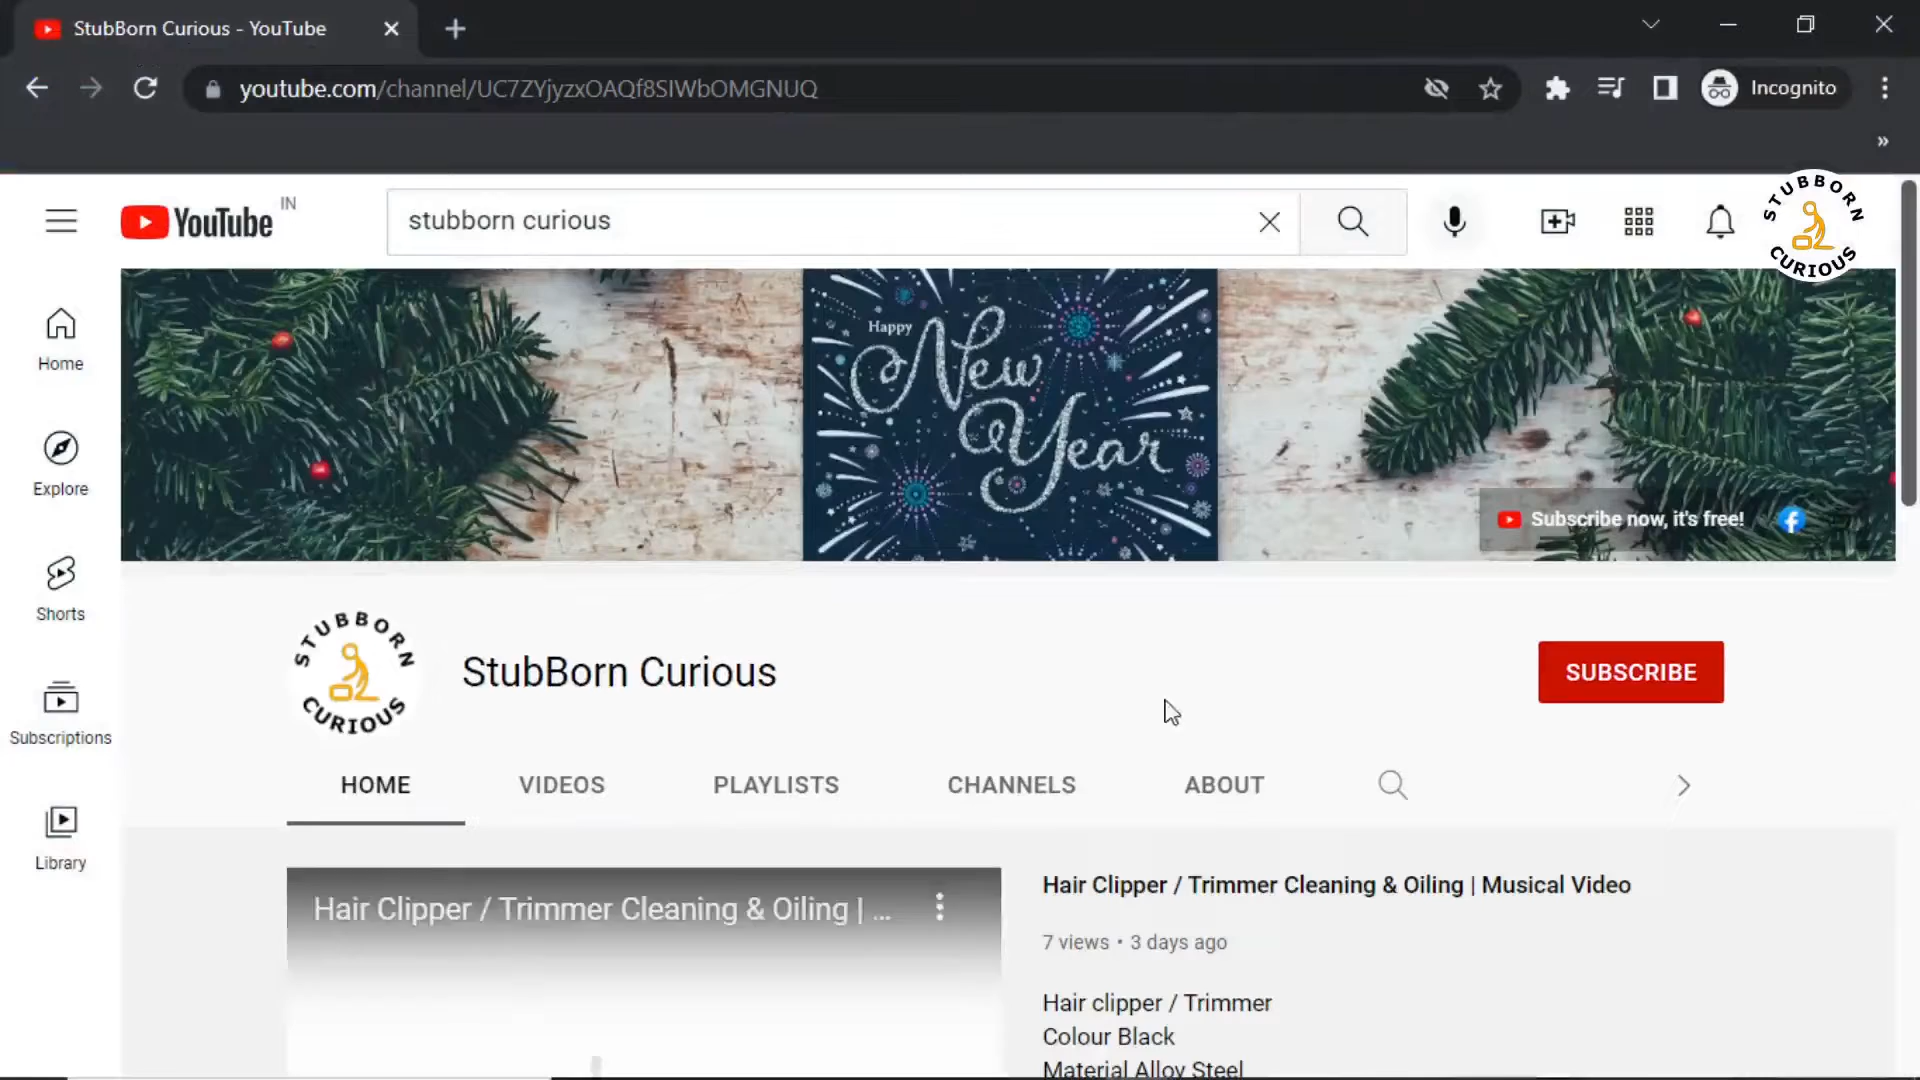 StubBorn Curious - YouTube
youtube.com/channel/UC7ZYjyzxOAQf8SIWbOMGNUQ
Incognito
»
YouTube IN
stubborn curious
STUBBORN
CURIOUS
Home
Explore
Shorts
Subscriptions
Library
Happy
New
Year
Subscribe now, it's free!
STUBBORN
CURIOUS
StubBorn Curious
SUBSCRIBE
HOME VIDEOS PLAYLISTS CHANNELS ABOUT
Hair Clipper / Trimmer Cleaning & Oiling | ...
Hair Clipper / Trimmer Cleaning & Oiling | Musical Video
7 views • 3 days ago
Hair clipper / Trimmer
Colour Black
Material Alloy Steel